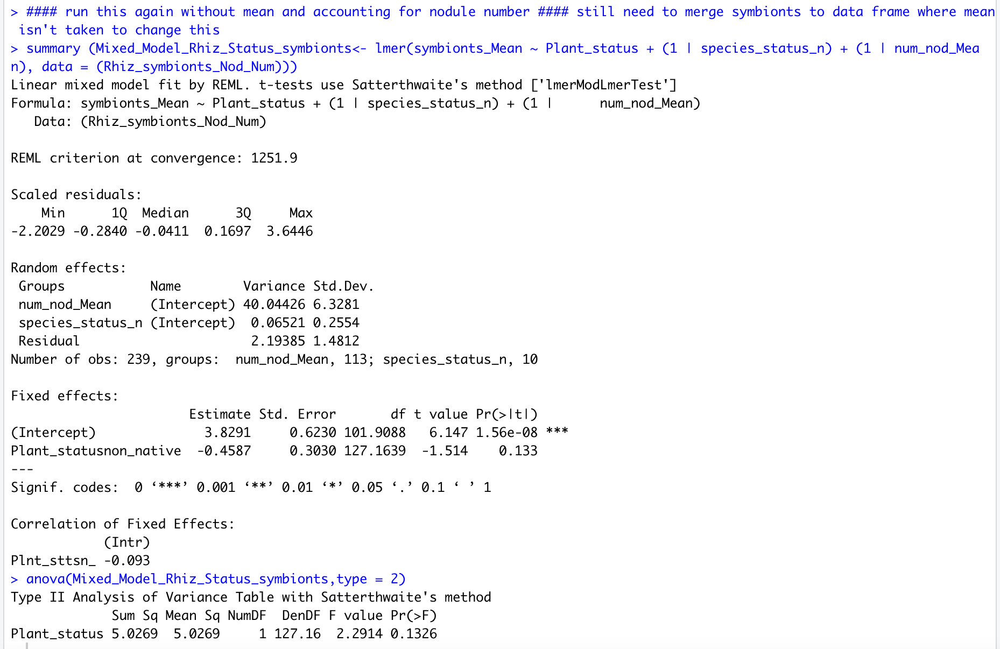 > #### run this again without mean and accounting for nodule number #### still need to merge symbionts to data frame where mean
isn't taken to change this
> summary (Mixed_Model_Rhiz_Status_symbionts<- lmer(symbionts_Mean ~ Plant_status + (1 | species_status_n) + (1 | num_nod_Mea
n), data = (Rhiz_symbionts_Nod_Num)))
Linear mixed model fit by REML. t-tests use Satterthwaite's method ['lmerModLmerTest']
Formula: symbionts_Mean ~ Plant_status + (1 | species_status_n) + (1 |      num_nod_Mean)
   Data: (Rhiz_symbionts_Nod_Num)
REML criterion at convergence: 1251.9
Scaled residuals:
    Min      1Q  Median      3Q     Max
-2.2029 -0.2840 -0.0411  0.1697  3.6446
Random effects:
 Groups           Name        Variance Std.Dev.
 num_nod_Mean     (Intercept) 40.04426 6.3281
 species_status_n (Intercept)  0.06521 0.2554
 Residual                      2.19385 1.4812
Number of obs: 239, groups:  num_nod_Mean, 113; species_status_n, 10
Fixed effects:
                       Estimate Std. Error       df t value Pr(>|t|)
(Intercept)              3.8291     0.6230 101.9088   6.147 1.56e-08 ***
Plant_statusnon_native  -0.4587     0.3030 127.1639  -1.514    0.133
---
Signif. codes:  0 ‘***’ 0.001 ‘**’ 0.01 ‘*’ 0.05 ‘.’ 0.1 ‘ ’ 1
Correlation of Fixed Effects:
            (Intr)
Plnt_sttsn_ -0.093
> anova(Mixed_Model_Rhiz_Status_symbionts,type = 2)
Type II Analysis of Variance Table with Satterthwaite's method
             Sum Sq Mean Sq NumDF  DenDF F value Pr(>F)
Plant_status 5.0269  5.0269     1 127.16  2.2914 0.1326